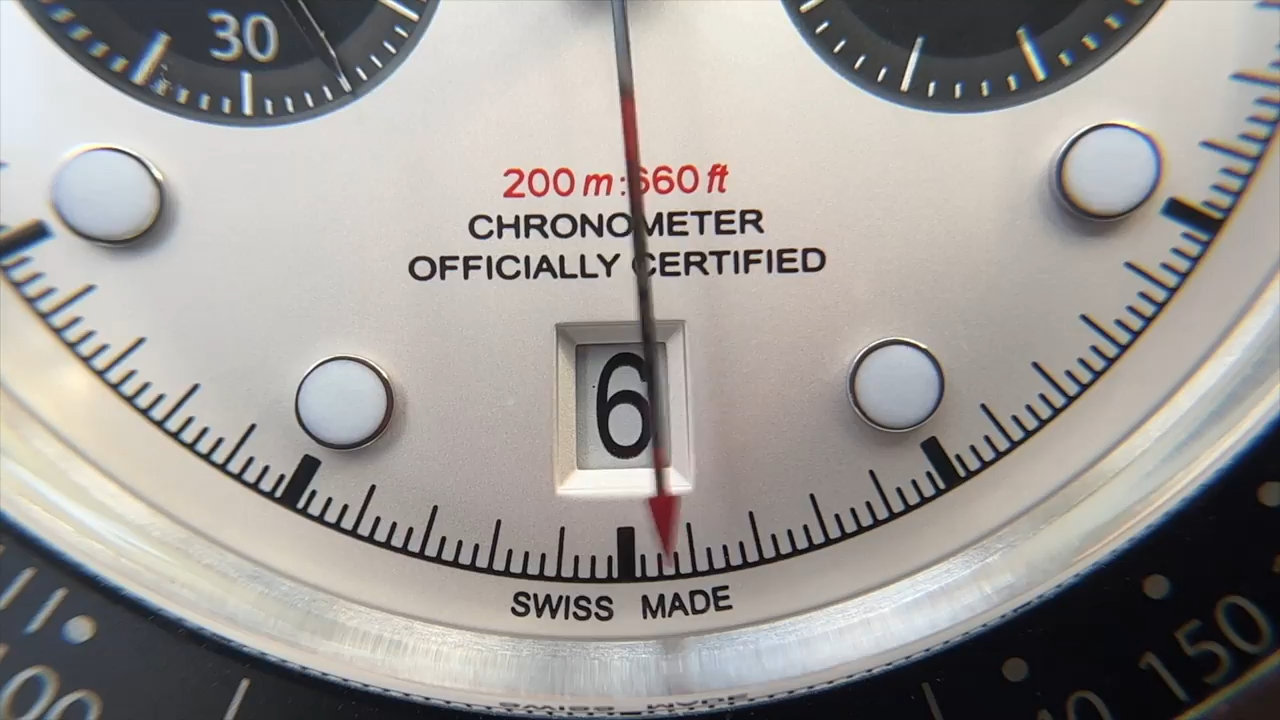 30
200 m : 660 ft
CHRONOMETER
OFFICIALLY CERTIFIED
6
SWISS MADE
150